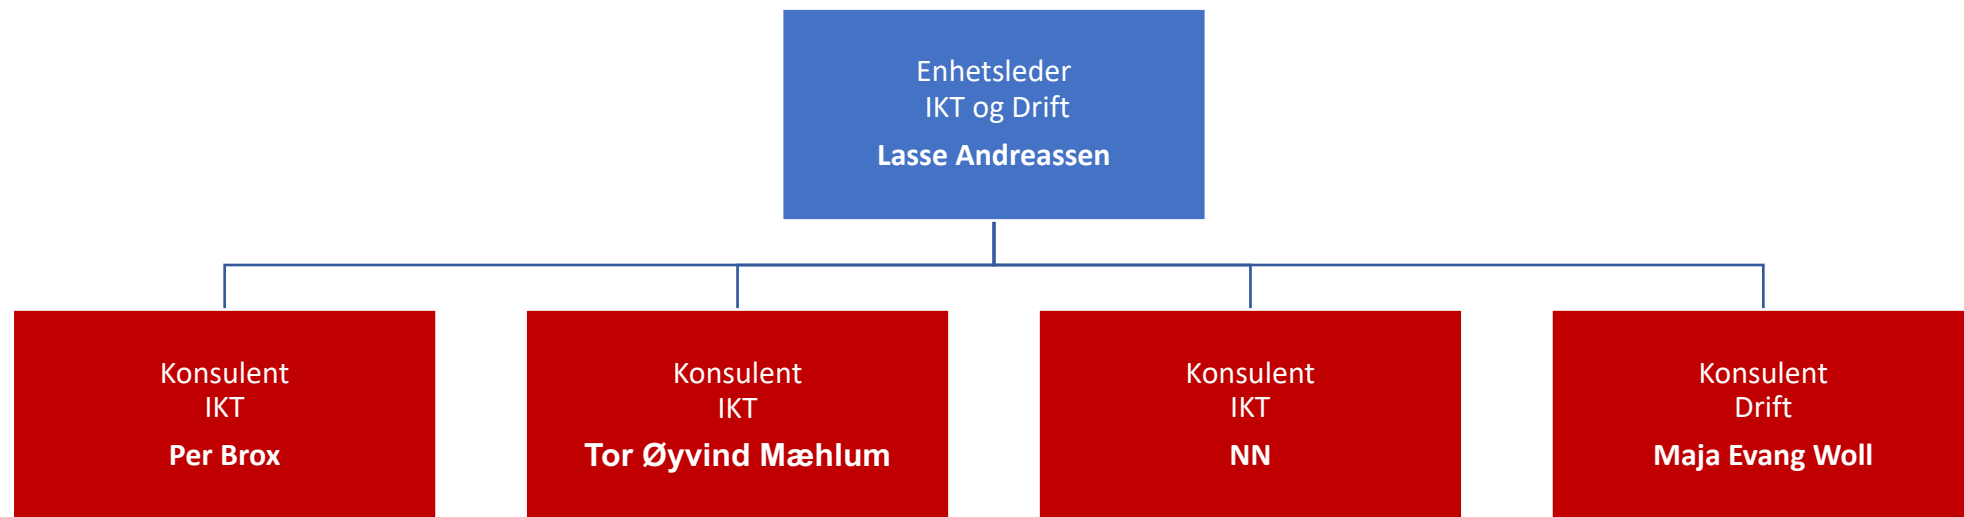 Enhetsleder
IKT og Drift
Lasse Andreassen
Konsulent
IKT
Per Brox
Konsulent
IKT
Tor Øyvind Mæhlum
Konsulent
IKT
NN
Konsulent
Drift
Maja Evang Woll